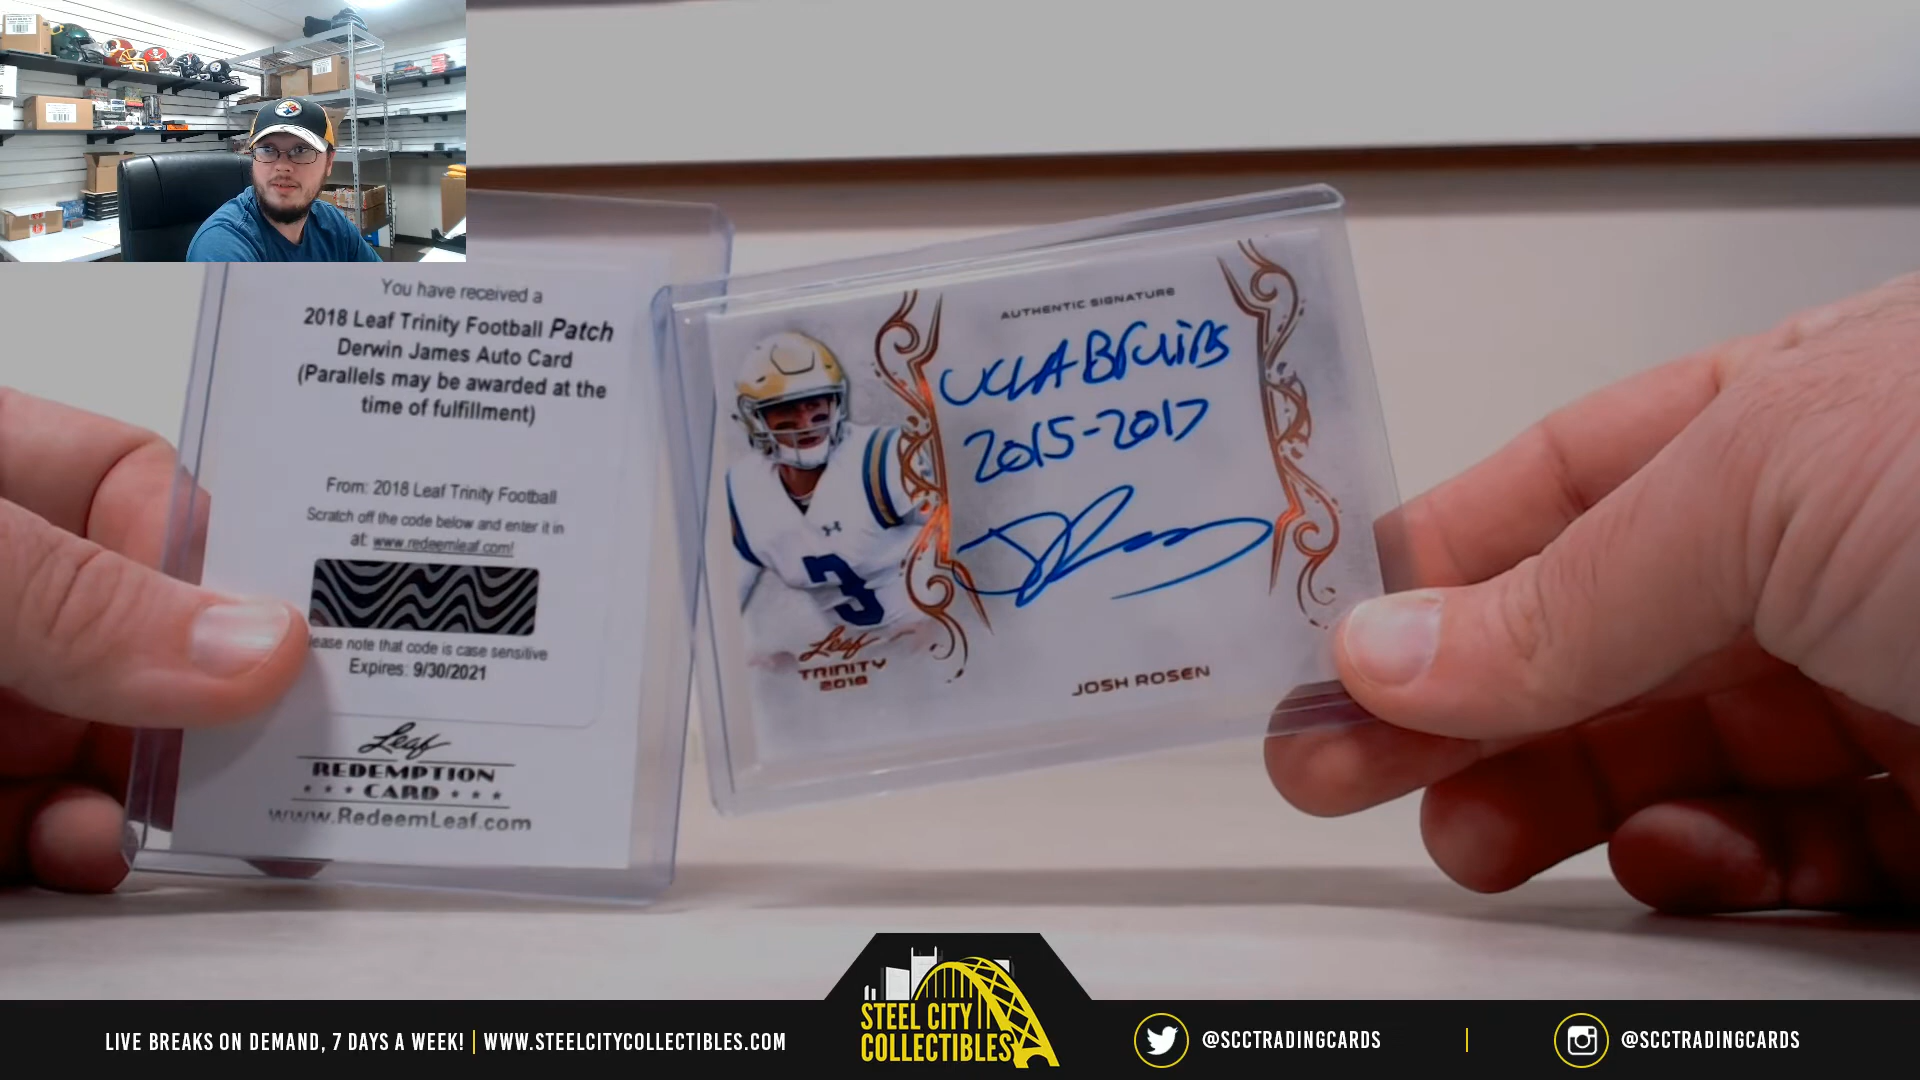 You have received a
2018 Leaf Trinity Football Patch
Derwin James Auto Card
(Parallels may be awarded at the
time of fulfillment)
From: 2018 Leaf Trinity Football
Scratch off the code below and enter it in
at: www.redeemleaf.com!
lease note that code is case sensitive
Expires: 9/30/2021
Leaf
REDEMPTION
CARD
www.RedeemLeaf.com
AUTHENTIC SIGNATURE
UCLA BRUINS
2015-2017
3
Leaf
TRINITY
2018
JOSH ROSEN
STEEL CITY
COLLECTIBLES
LIVE BREAKS ON DEMAND, 7 DAYS A WEEK! | WWW.STEELCITYCOLLECTIBLES.COM
@SCCTRADINGCARDS | @SCCTRADINGCARDS